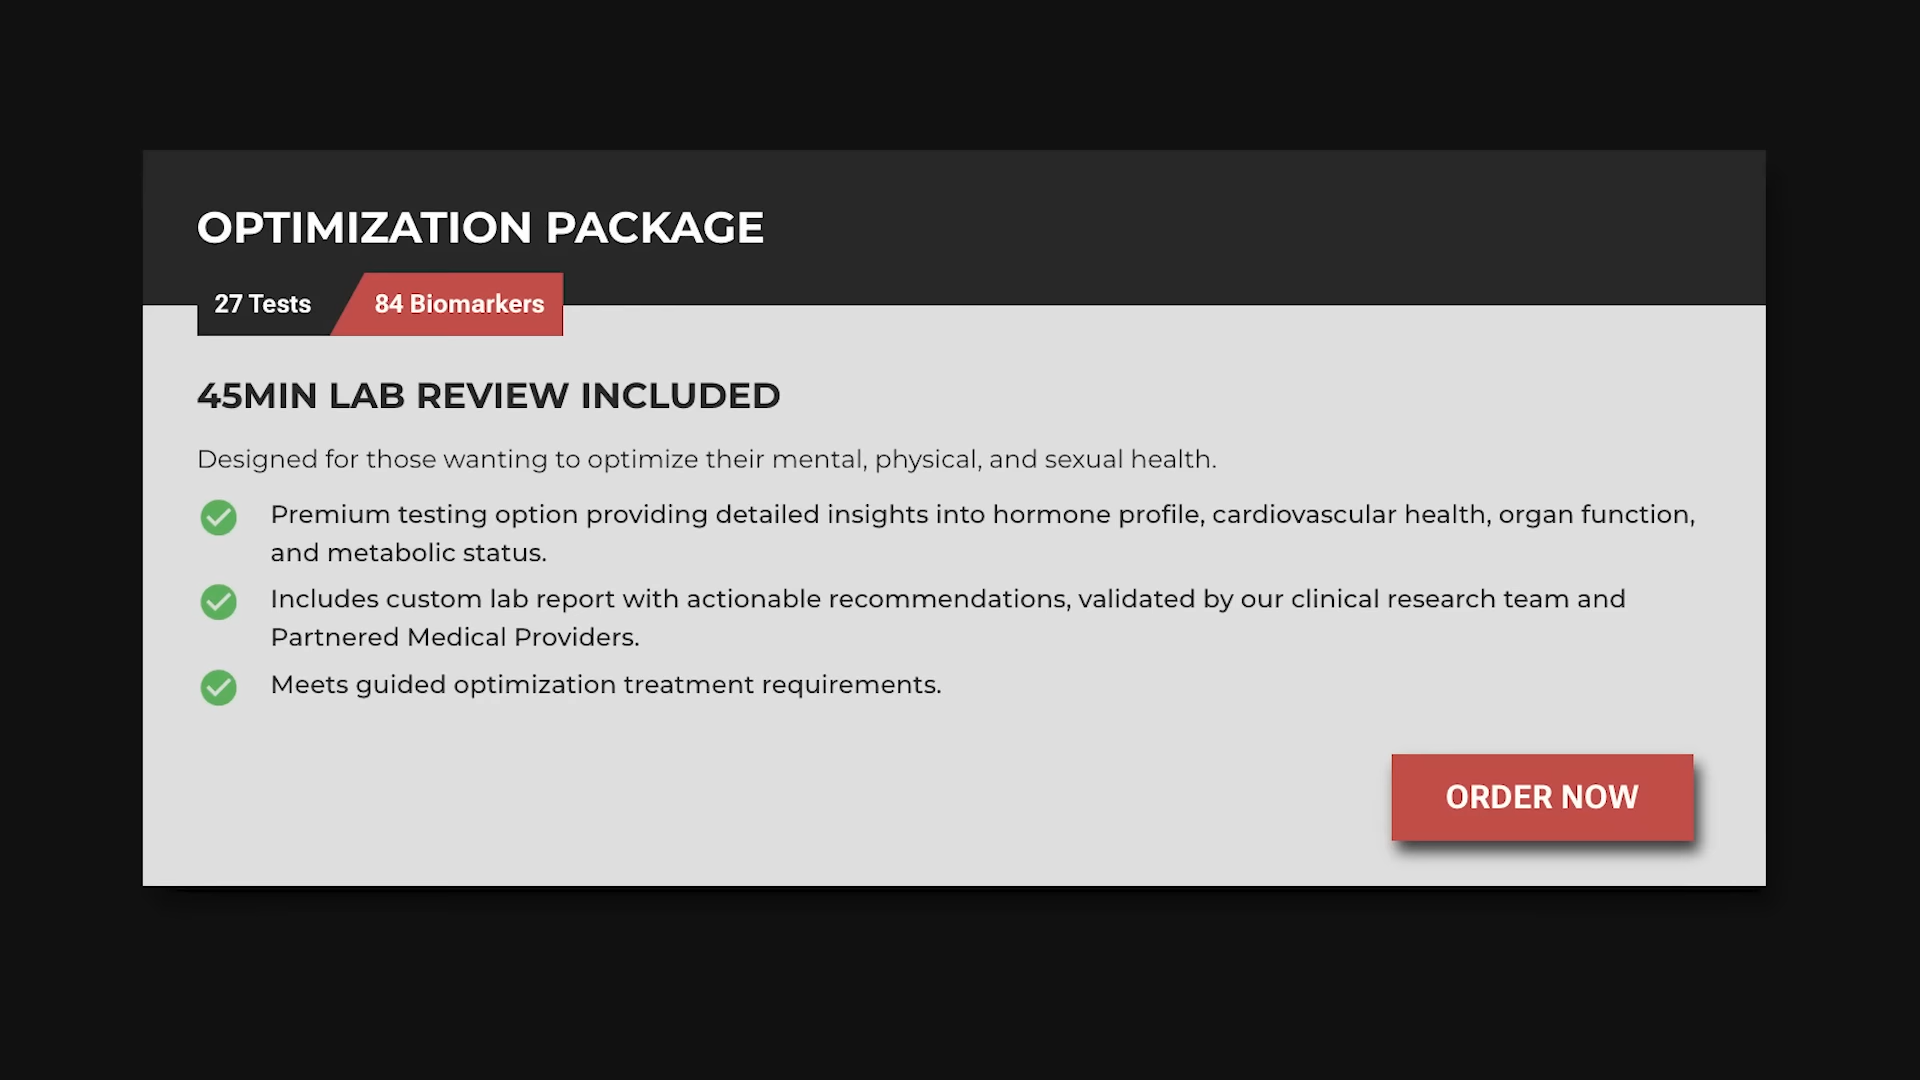 OPTIMIZATION PACKAGE
27 Tests
84 Biomarkers
45MIN LAB REVIEW INCLUDED
Designed for those wanting to optimize their mental, physical, and sexual health.
Premium testing option providing detailed insights into hormone profile, cardiovascular health, organ function,
and metabolic status.
Includes custom lab report with actionable recommendations, validated by our clinical research team and
Partnered Medical Providers.
Meets guided optimization treatment requirements.
ORDER NOW